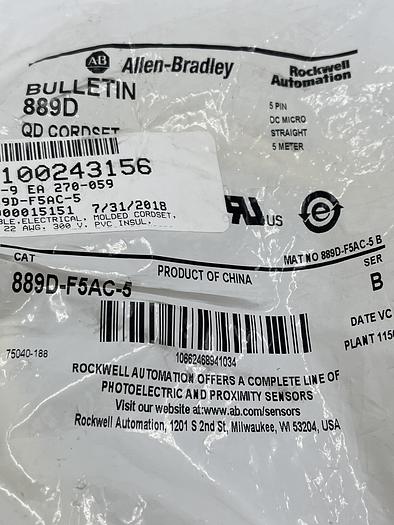 AB Allen-Bradley
Rockwell
Automation
BULLETIN
889D
QD CORDSET
5 PIN
DC MICRO
STRAIGHT
5 METER
100243156
-9 EA 270-059
9D-F5AC-5
000015151 7/31/2018
BLE, ELECTRICAL, MOLDED CORDSET,
22 AWG. 300 V. PVC INSUL.
US
e
MAT NO 889D-F5AC-5 B
CAT
PRODUCT OF CHINA
SER
889D-F5AC-5
B
DATE VC
PLANT 1150
10662468941034
75040-188
ROCKWELL AUTOMATION OFFERS A COMPLETE LINE OF
PHOTOELECTRIC AND PROXIMITY SENSORS
Visit our website at:www.ab.com/sensors
Rockwell Automation, 1201 S 2nd St, Milwaukee, WI 53204, USA